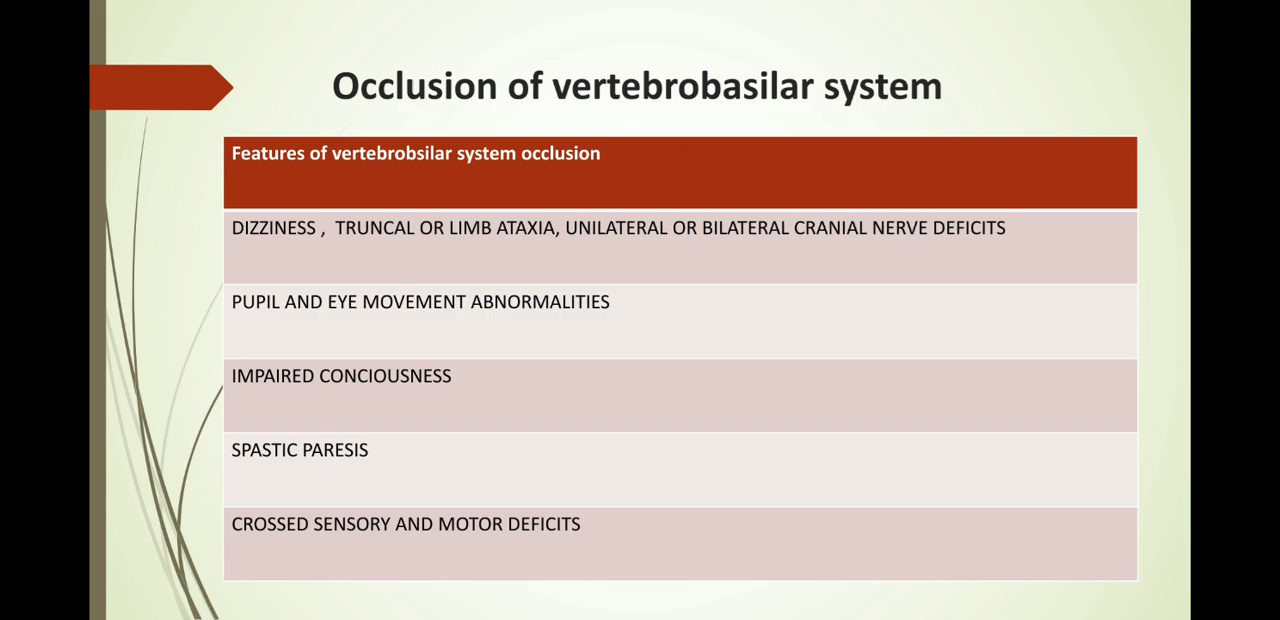 Occlusion of vertebrobasilar system
Features of vertebrobsilar system occlusion
DIZZINESS , TRUNCAL OR LIMB ATAXIA, UNILATERAL OR BILATERAL CRANIAL NERVE DEFICITS
PUPIL AND EYE MOVEMENT ABNORMALITIES
IMPAIRED CONCIOUSNESS
SPASTIC PARESIS
CROSSED SENSORY AND MOTOR DEFICITS